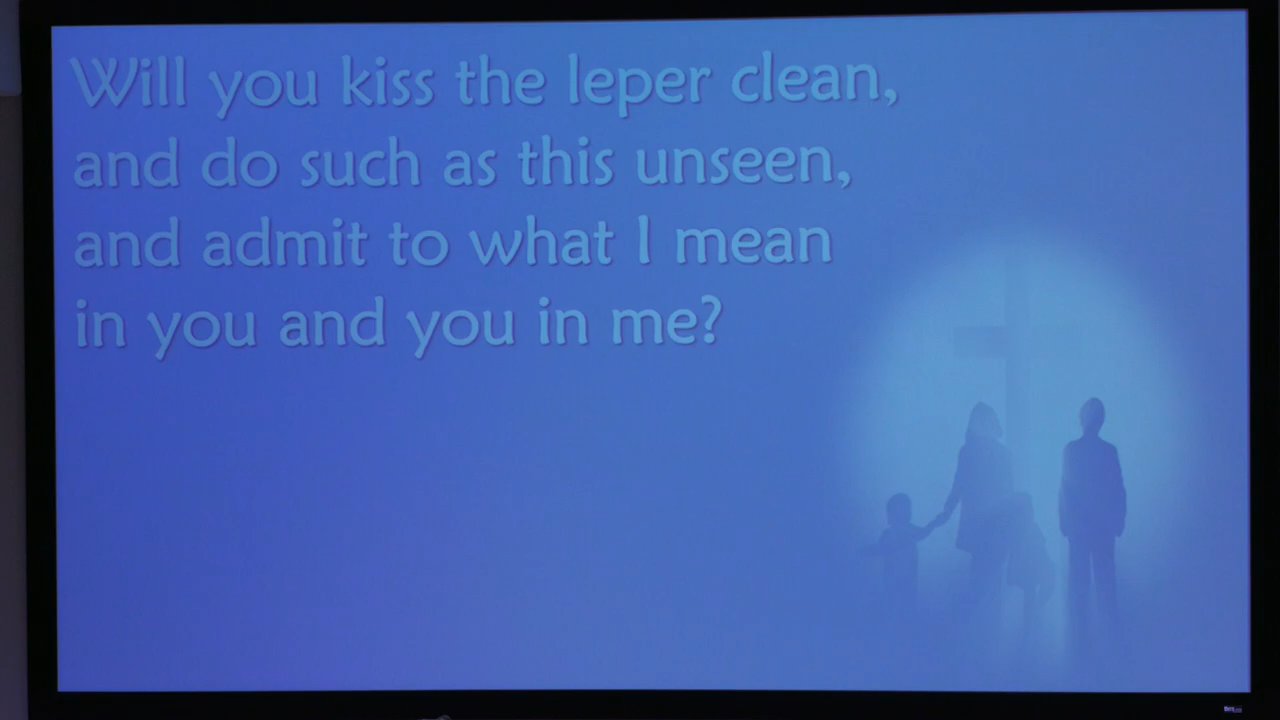 Will you kiss the leper clean,
and do such as this unseen,
and admit to what I mean
in you and you in me?